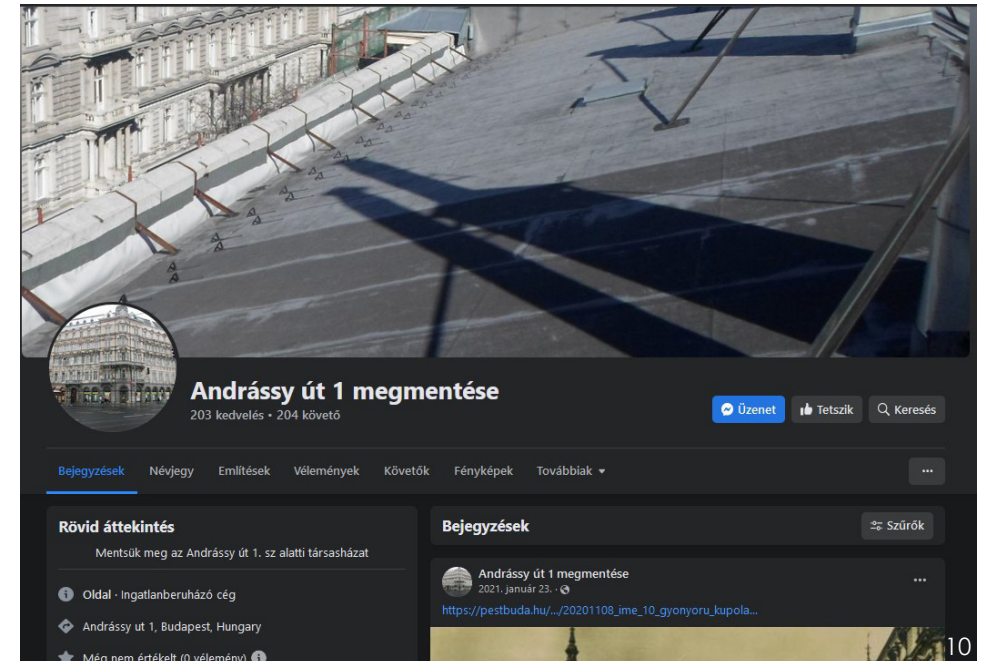 Andrássy út 1 megmentése
203 kedvelés • 204 követő
Üzenet
Tetszik
Keresés
Bejegyzések
Névjegy
Említések
Vélemények
Követők
Fényképek
Továbbiak
Rövid áttekintés
Mentsük meg az Andrássy út 1. sz alatti társasházat
Oldal · Ingatlanberuházó cég
Andrássy ut 1, Budapest, Hungary
Még nem értékelt (0 vélemény)
Bejegyzések
Szűrők
Andrássy út 1 megmentése
2021. január 23. ·
https://pestbuda.hu/.../20201108_ime_10_gyonyoru_kupola...
10